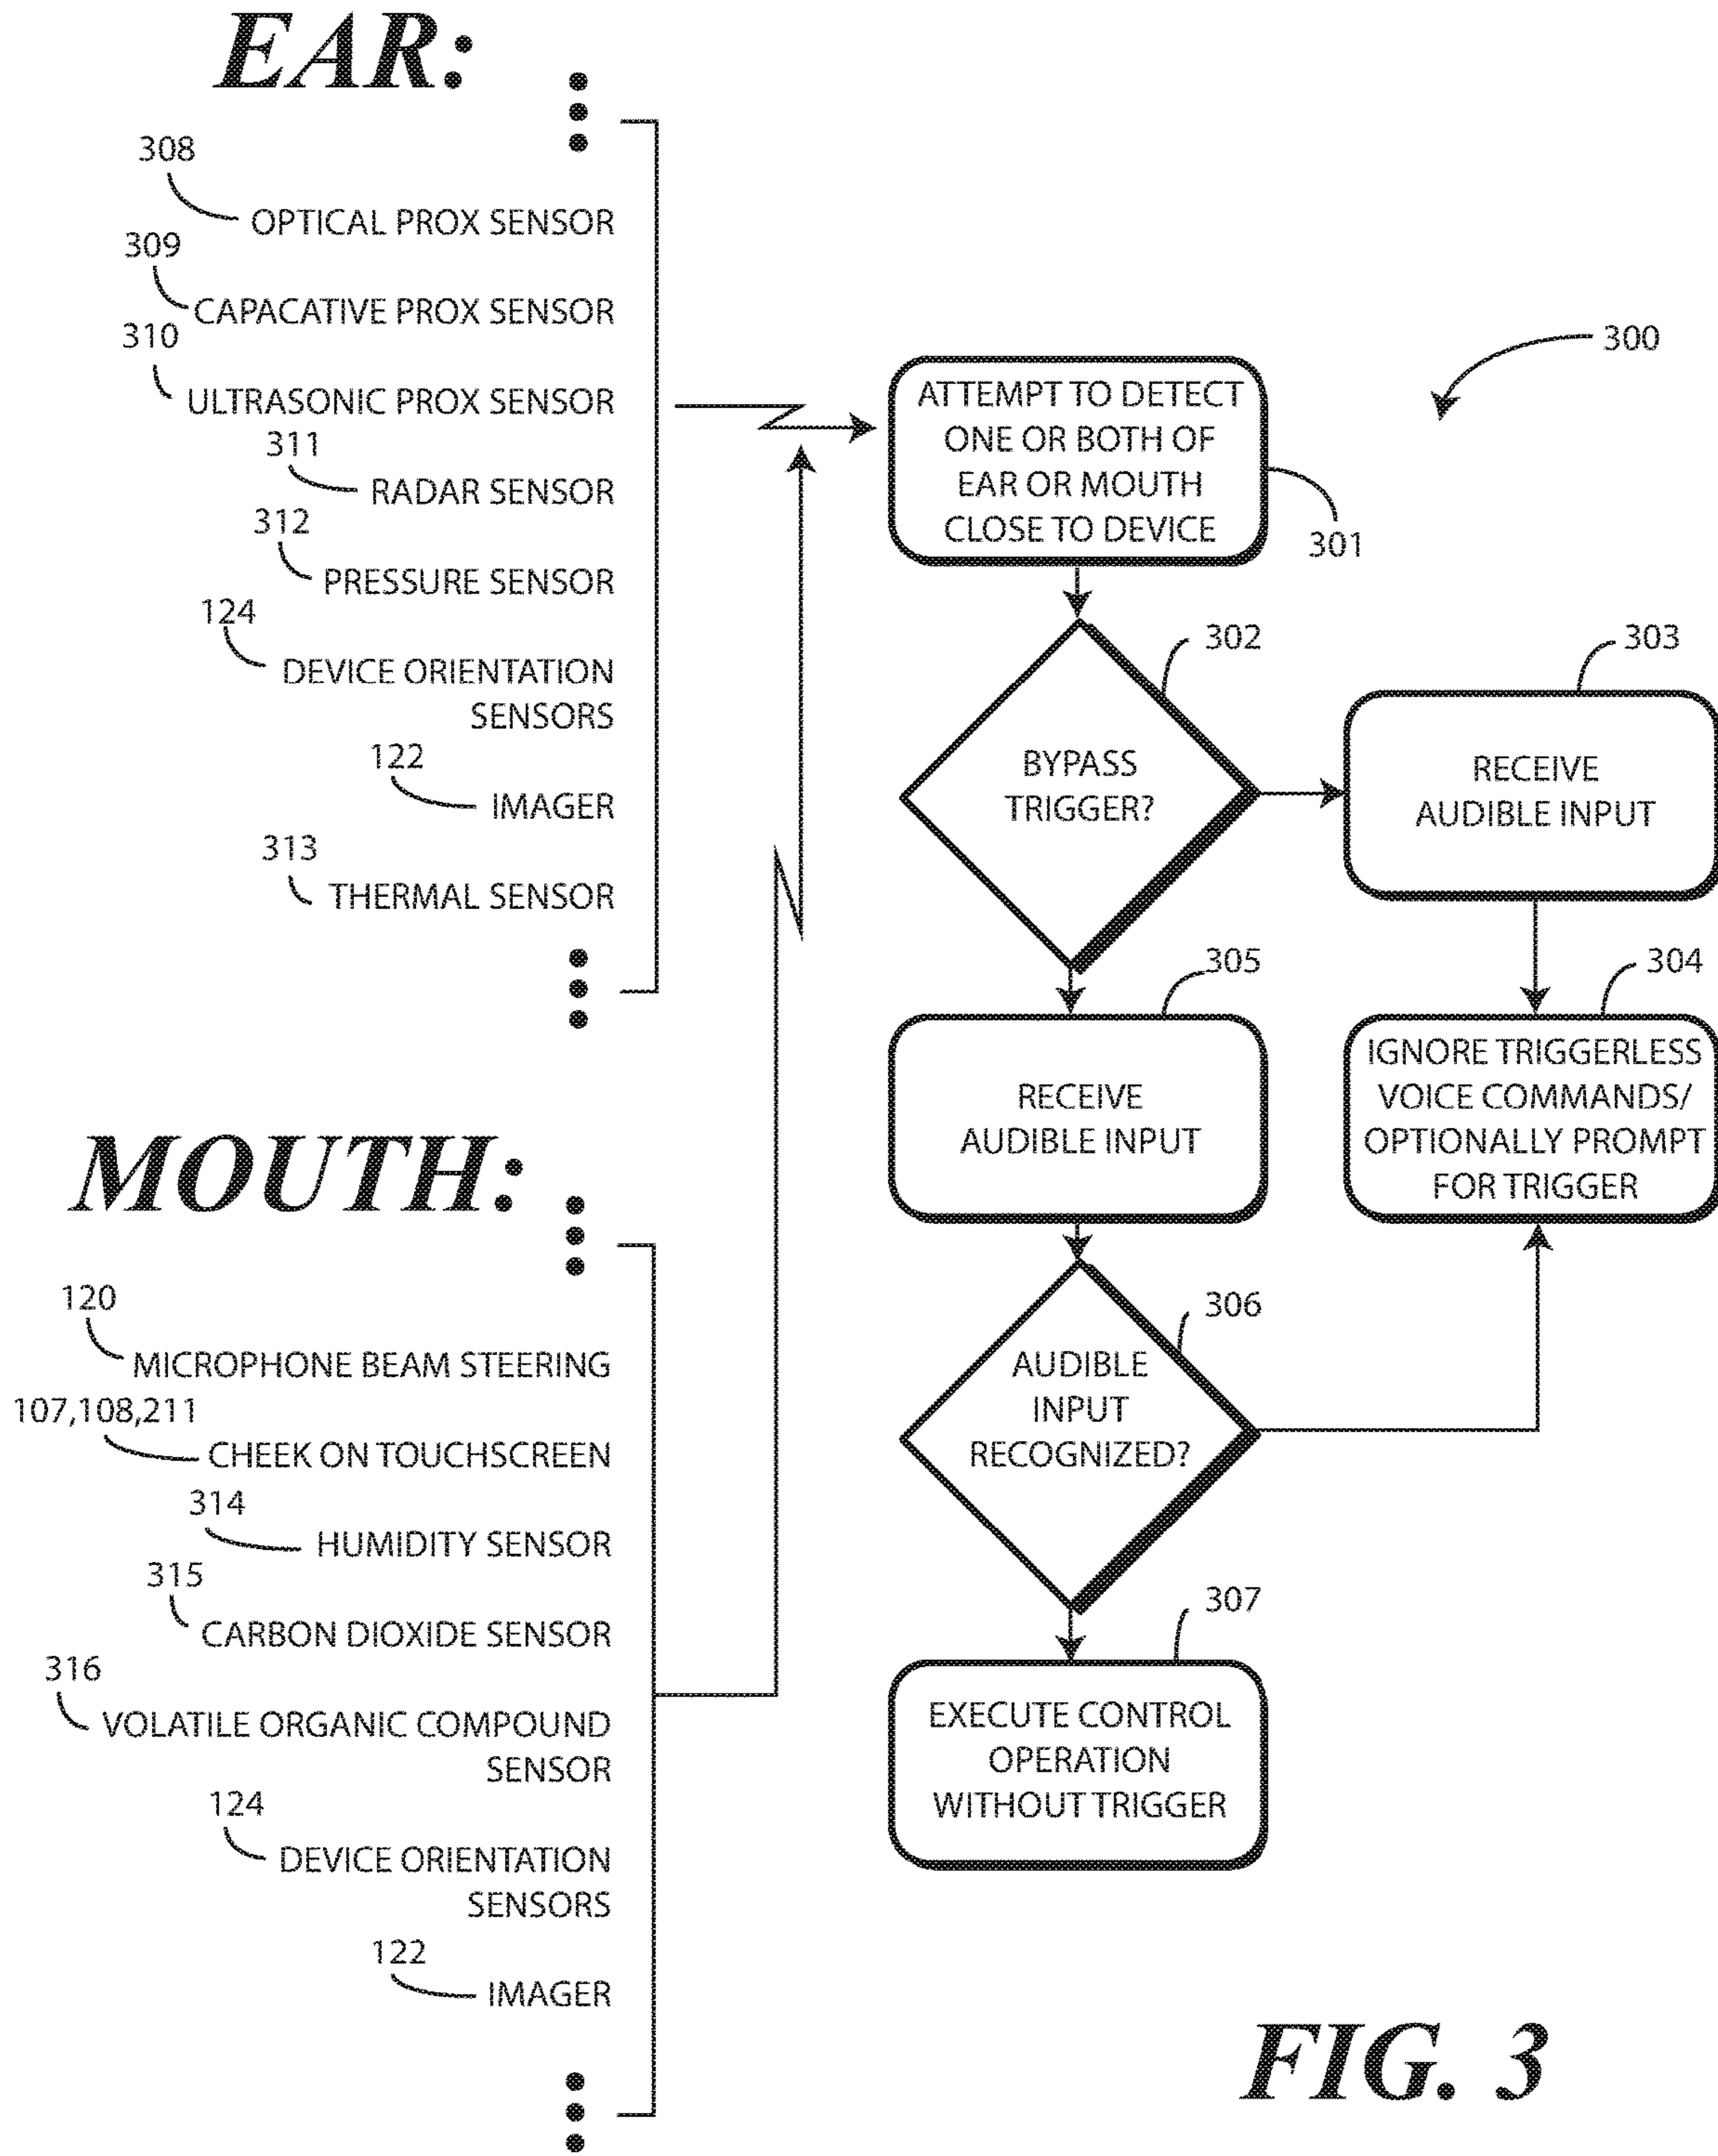 EAR:
308
OPTICAL PROX SENSOR
309
CAPACATIVE PROX SENSOR
310
ULTRASONIC PROX SENSOR
311
RADAR SENSOR
312
PRESSURE SENSOR
124
DEVICE ORIENTATION
SENSORS
122
IMAGER
313
THERMAL SENSOR
MOUTH:
120
MICROPHONE BEAM STEERING
107,108,211
CHEEK ON TOUCHSCREEN
314
HUMIDITY SENSOR
315
CARBON DIOXIDE SENSOR
316
VOLATILE ORGANIC COMPOUND
SENSOR
124
DEVICE ORIENTATION
SENSORS
122
IMAGER
300
ATTEMPT TO DETECT
ONE OR BOTH OF
EAR OR MOUTH
CLOSE TO DEVICE
301
302
BYPASS
TRIGGER?
303
RECEIVE
AUDIBLE INPUT
304
IGNORE TRIGGERLESS
VOICE COMMANDS/
OPTIONALLY PROMPT
FOR TRIGGER
305
RECEIVE
AUDIBLE INPUT
306
AUDIBLE
INPUT
RECOGNIZED?
307
EXECUTE CONTROL
OPERATION
WITHOUT TRIGGER
FIG. 3